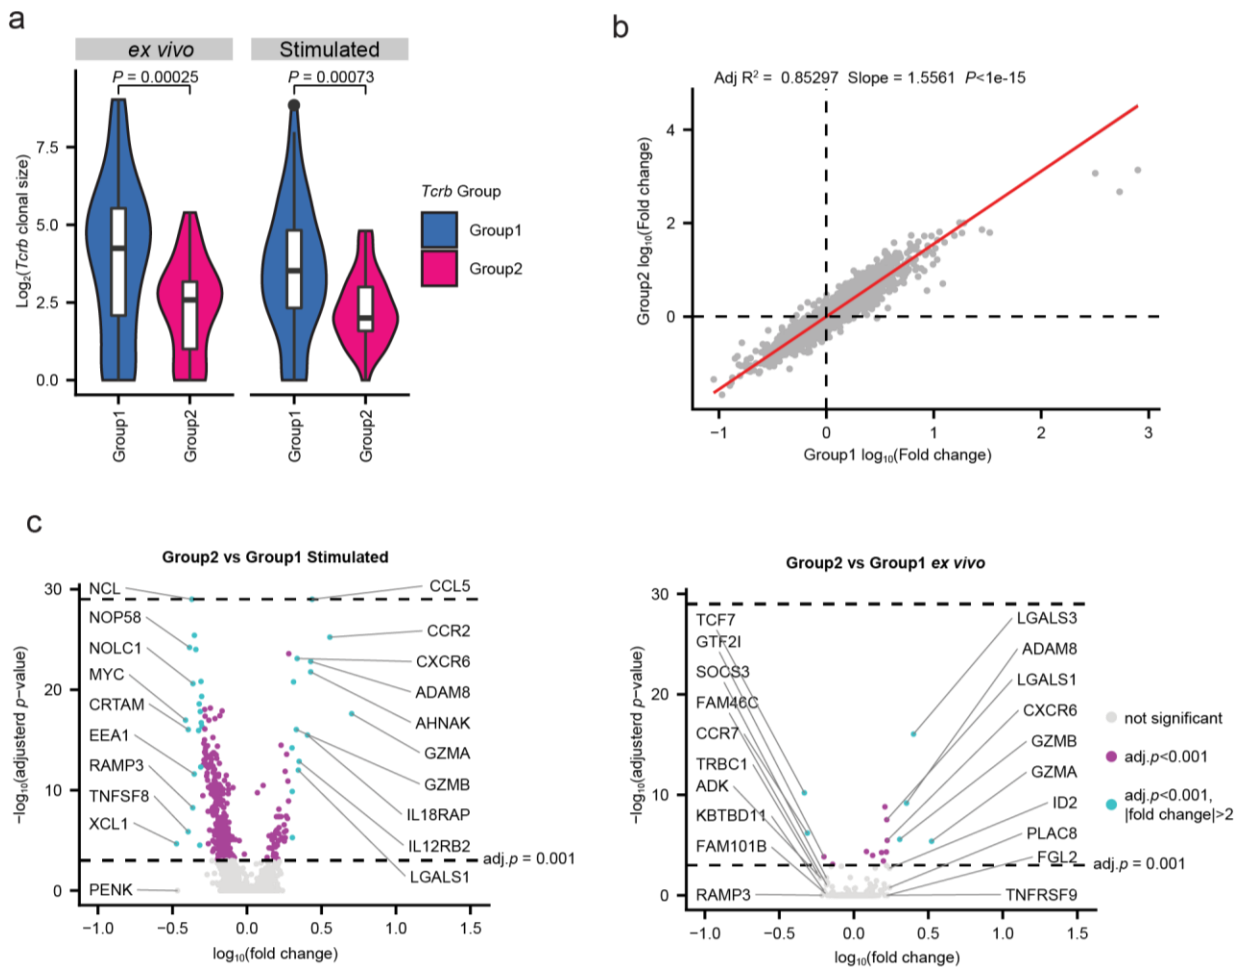 a
ex vivo
Stimulated
P = 0.00025
P = 0.00073
Log2(Tcrb clonal size)
7.5
5.0
2.5
0.0
Group1
Group2
Group1
Group2
Tcrb Group
Group1
Group2
b
Adj R² = 0.85297 Slope = 1.5561 P<1e-15
Group2 log10(Fold change)
4
2
0
−1
0
1
2
3
Group1 log10(Fold change)
c
Group2 vs Group1 Stimulated
−log10(adjusterd p−value)
30
20
10
0
NCL
NOP58
NOLC1
MYC
CRTAM
EEA1
RAMP3
TNFSF8
XCL1
PENK
CCL5
CCR2
CXCR6
ADAM8
AHNAK
GZMA
GZMB
IL18RAP
IL12RB2
LGALS1
adj.p = 0.001
−1.0
−0.5
0.0
0.5
1.0
1.5
log10(fold change)
Group2 vs Group1 ex vivo
−log10(adjusterd p−value)
30
20
10
0
TCF7
GTF2I
SOCS3
FAM46C
CCR7
TRBC1
ADK
KBTBD11
FAM101B
RAMP3
LGALS3
ADAM8
LGALS1
CXCR6
GZMB
GZMA
ID2
PLAC8
FGL2
TNFRSF9
adj.p = 0.001
−1.0
−0.5
0.0
0.5
1.0
1.5
log10(fold change)
not significant
adj.p<0.001
adj.p<0.001,
|fold change|>2